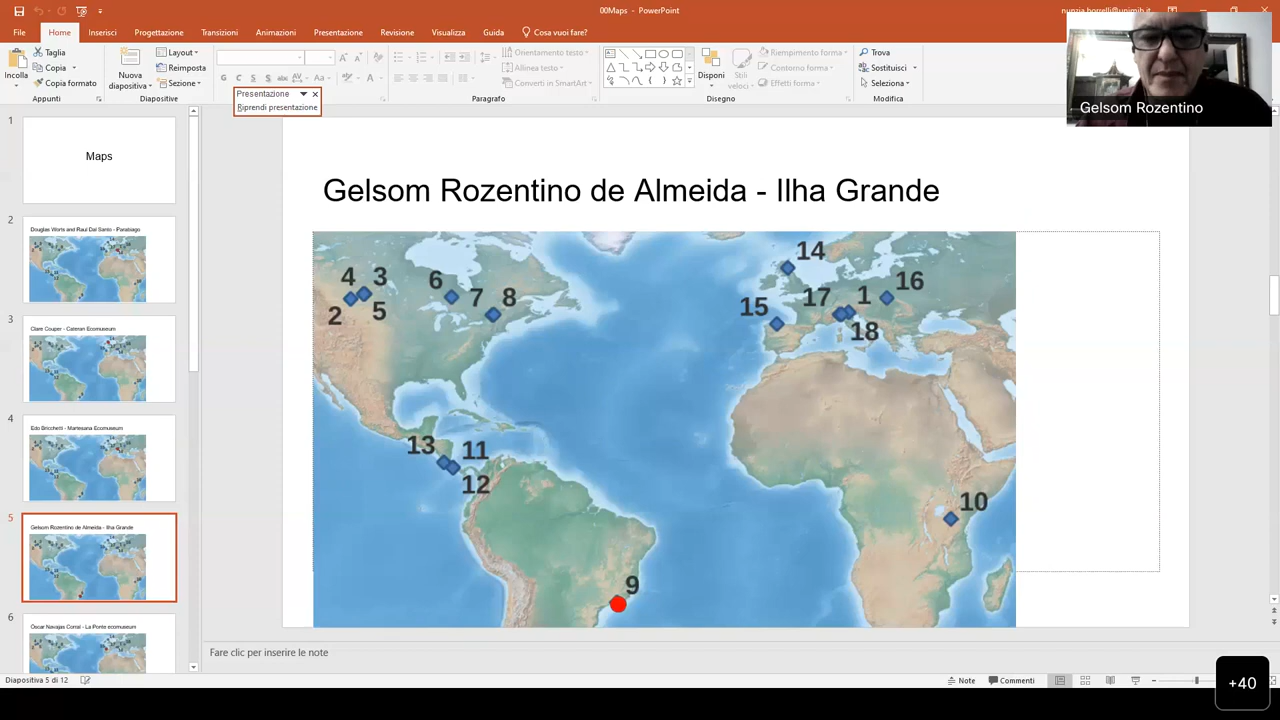 00Maps - PowerPoint
nunzia.borrelli@unimib.it
File Home Inserisci Progettazione Transizioni Animazioni Presentazione Revisione Visualizza Guida Cosa vuoi fare?
Incolla
Taglia
Copia
Copia formato
Appunti
Nuova diapositiva
Layout
Reimposta
Sezione
Diapositive
G C S S
Aa
A
Presentazione
Riprendi presentazione
Orientamento testo
Allinea testo
Converti in SmartArt
Paragrafo
Disponi
Stili veloci
Riempimento forma
Contorno forma
Effetti forma
Disegno
Trova
Sostituisci
Seleziona
Modifica
Gelsom Rozentino
1
Maps
2
Douglas Worts and Raul Dal Santo - Parabiago
3
Clare Couper - Cateran Ecomuseum
4
Edo Bricchetti - Martesana Ecomuseum
5
Gelsom Rozentino de Almeida - Ilha Grande
6
Óscar Navajas Corral - La Ponte ecomuseum
Gelsom Rozentino de Almeida - Ilha Grande
14
4 3 6 7 8
2 5
15 17 1 16
18
13 11
12
10
9
Fare clic per inserire le note
Diapositiva 5 di 12
Note
Commenti
+40